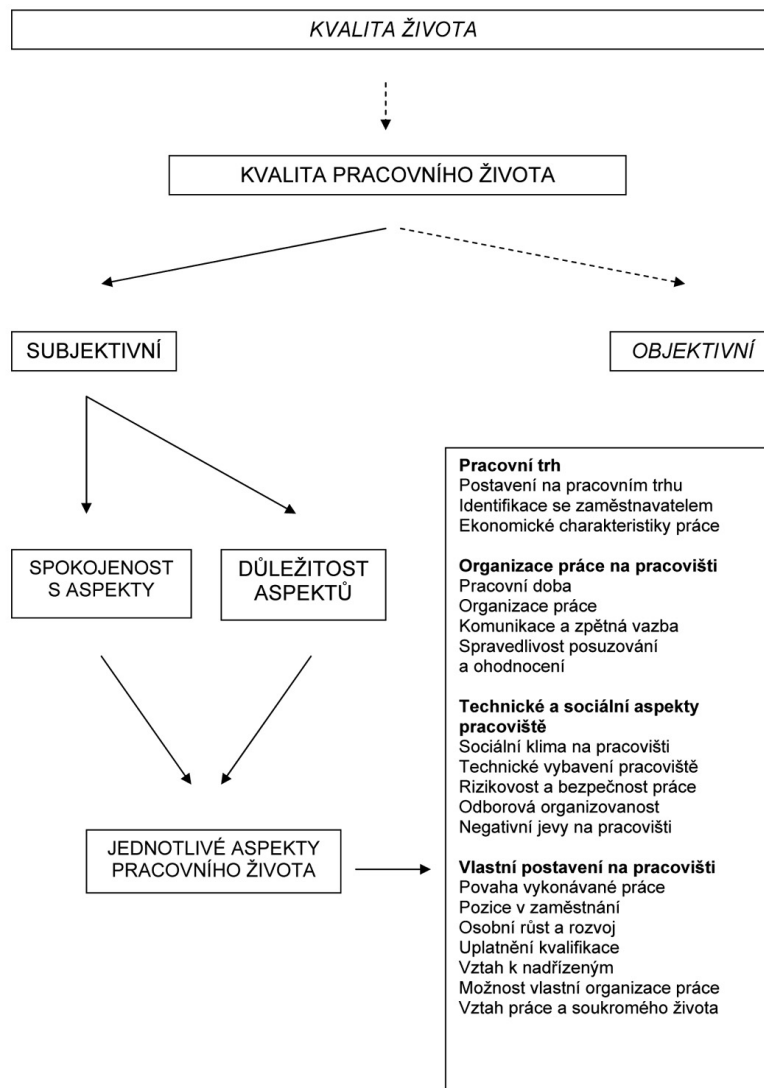 KVALITA ŽIVOTA
KVALITA PRACOVNÍHO ŽIVOTA
SUBJEKTIVNÍ
OBJEKTIVNÍ
SPOKOJENOST
S ASPEKTY
DŮLEŽITOST
ASPEKTŮ
JEDNOTLIVÉ ASPEKTY
PRACOVNÍHO ŽIVOTA
Pracovní trh
Postavení na pracovním trhu
Identifikace se zaměstnavatelem
Ekonomické charakteristiky práce
Organizace práce na pracovišti
Pracovní doba
Organizace práce
Komunikace a zpětná vazba
Spravedlivost posuzování
a ohodnocení
Technické a sociální aspekty
pracoviště
Sociální klima na pracovišti
Technické vybavení pracoviště
Rizikovost a bezpečnost práce
Odborová organizovanost
Negativní jevy na pracovišti
Vlastní postavení na pracovišti
Povaha vykonávané práce
Pozice v zaměstnání
Osobní růst a rozvoj
Uplatnění kvalifikace
Vztah k nadřízeným
Možnost vlastní organizace práce
Vztah práce a soukromého života